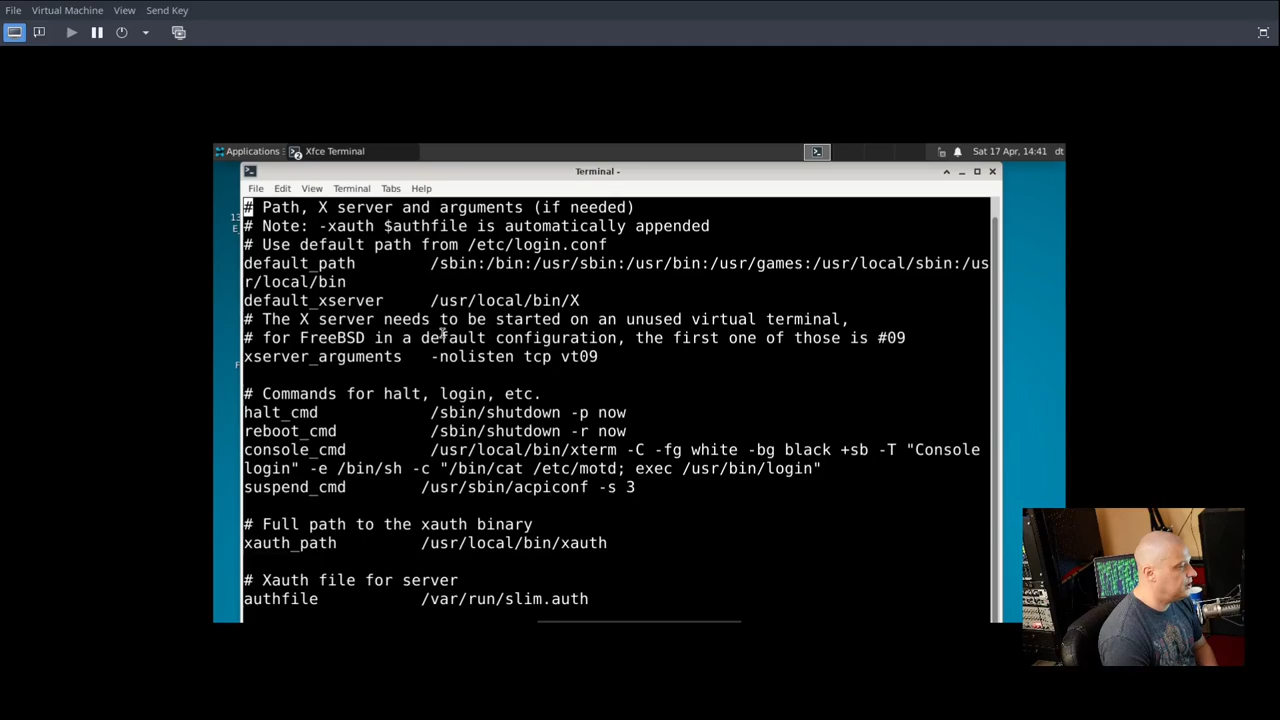 File Virtual Machine View Send Key
Applications Xfce Terminal Sat 17 Apr, 14:41 dt
Terminal -
File Edit View Terminal Tabs Help
# Path, X server and arguments (if needed)
# Note: -xauth $authfile is automatically appended
# Use default path from /etc/login.conf
default_path /sbin:/bin:/usr/sbin:/usr/bin:/usr/games:/usr/local/sbin:/us
r/local/bin
default_xserver /usr/local/bin/X
# The X server needs to be started on an unused virtual terminal,
# for FreeBSD in a default configuration, the first one of those is #09
xserver_arguments -nolisten tcp vt09
# Commands for halt, login, etc.
halt_cmd /sbin/shutdown -p now
reboot_cmd /sbin/shutdown -r now
console_cmd /usr/local/bin/xterm -C -fg white -bg black +sb -T "Console
login" -e /bin/sh -c "/bin/cat /etc/motd; exec /usr/bin/login"
suspend_cmd /usr/sbin/acpiconf -s 3
# Full path to the xauth binary
xauth_path /usr/local/bin/xauth
# Xauth file for server
authfile /var/run/slim.auth